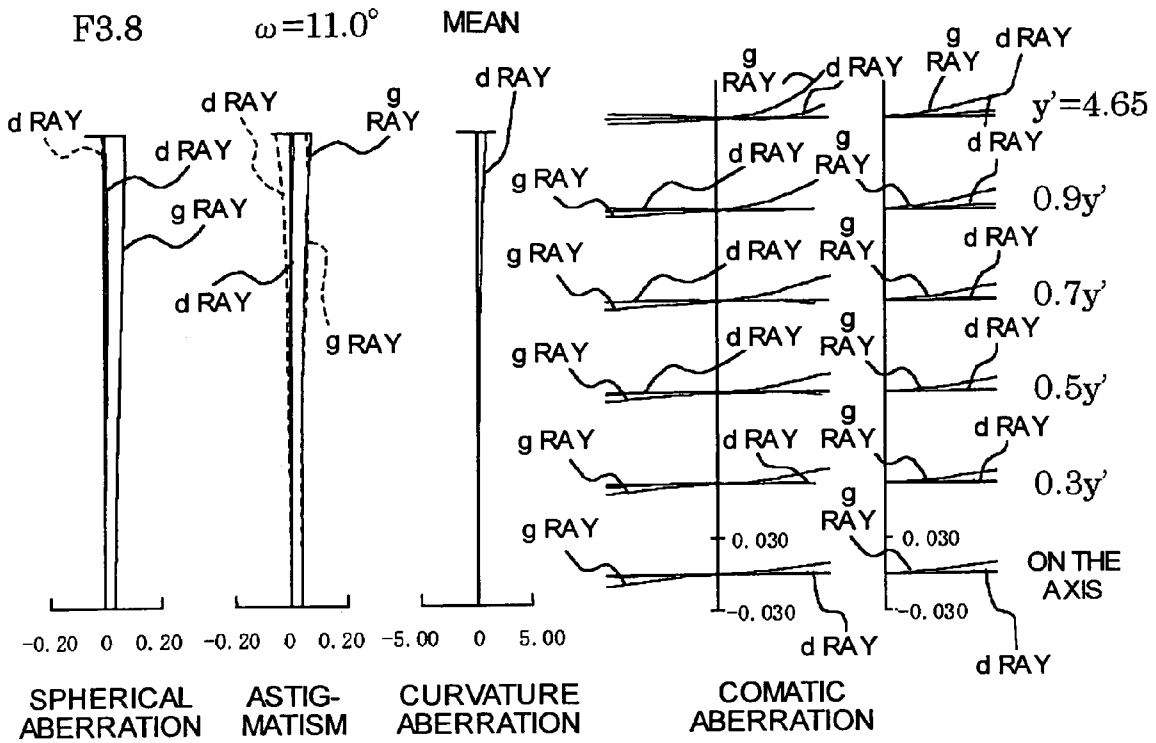 F3.8
d RAY
d RAY
g RAY
-0.20 0 0.20
SPHERICAL
ABERRATION
ω=11.0°
d RAY
g
RAY
d RAY
g RAY
-0.20 0 0.20
ASTIG-
MATISM
MEAN
d RAY
-5.00 0 5.00
CURVATURE
ABERRATION
g
RAY
d RAY
g
RAY
d RAY
y'=4.65
g RAY
d RAY
g
RAY
d RAY
0.9y'
g RAY
d RAY
g
RAY
d RAY
0.7y'
g RAY
d RAY
g
RAY
d RAY
0.5y'
g RAY
d RAY
g
RAY
d RAY
0.3y'
g RAY
0.030
-0.030
d RAY
g
RAY
0.030
-0.030
d RAY
ON THE
AXIS
COMATIC
ABERRATION